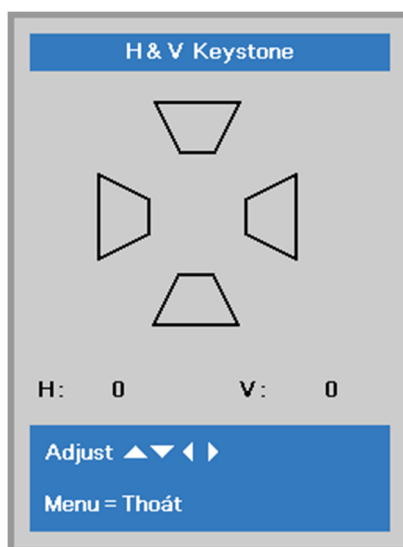 H & V Keystone
H: 0 V: 0
Adjust ▲▼◀▶
Menu = Thoát